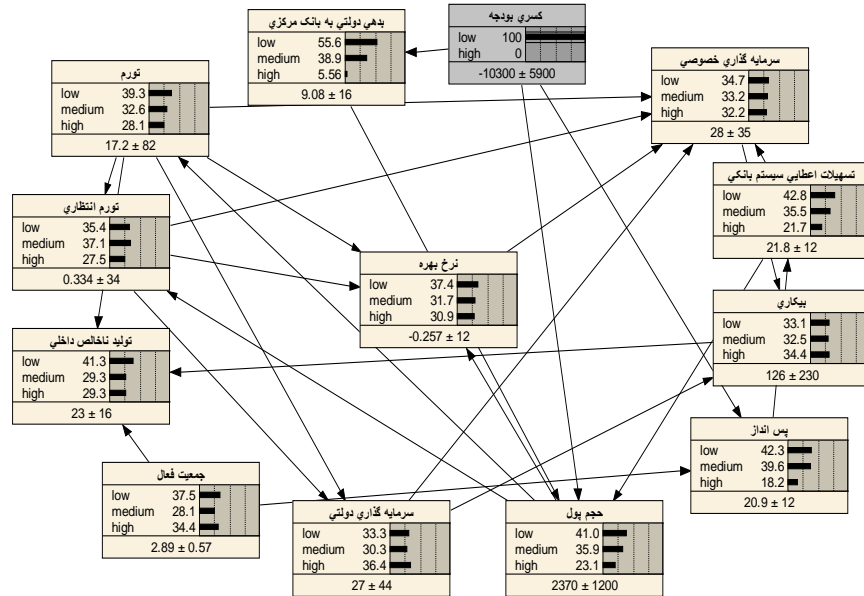 بدهي دولتي به بانک مرکزي
low 55.6
medium 38.9
high 5.56
9.08 ± 16
کسري بودجه
low 100
high 0
-10300 ± 5900
سرمايه گذاري خصوصي
low 34.7
medium 33.2
high 32.2
28 ± 35
تورم
low 39.3
medium 32.6
high 28.1
17.2 ± 82
تسهيلات اعطايي سيستم بانکي
low 42.8
medium 35.5
high 21.7
21.8 ± 12
تورم انتظاري
low 35.4
medium 37.1
high 27.5
0.334 ± 34
نرخ بهره
low 37.4
medium 31.7
high 30.9
-0.257 ± 12
بيکاري
low 33.1
medium 32.5
high 34.4
126 ± 230
توليد ناخالص داخلي
low 41.3
medium 29.3
high 29.3
23 ± 16
پس انداز
low 42.3
medium 39.6
high 18.2
20.9 ± 12
جمعيت فعال
low 37.5
medium 28.1
high 34.4
2.89 ± 0.57
سرمايه گذاري دولتي
low 33.3
medium 30.3
high 36.4
27 ± 44
حجم پول
low 41.0
medium 35.9
high 23.1
2370 ± 1200